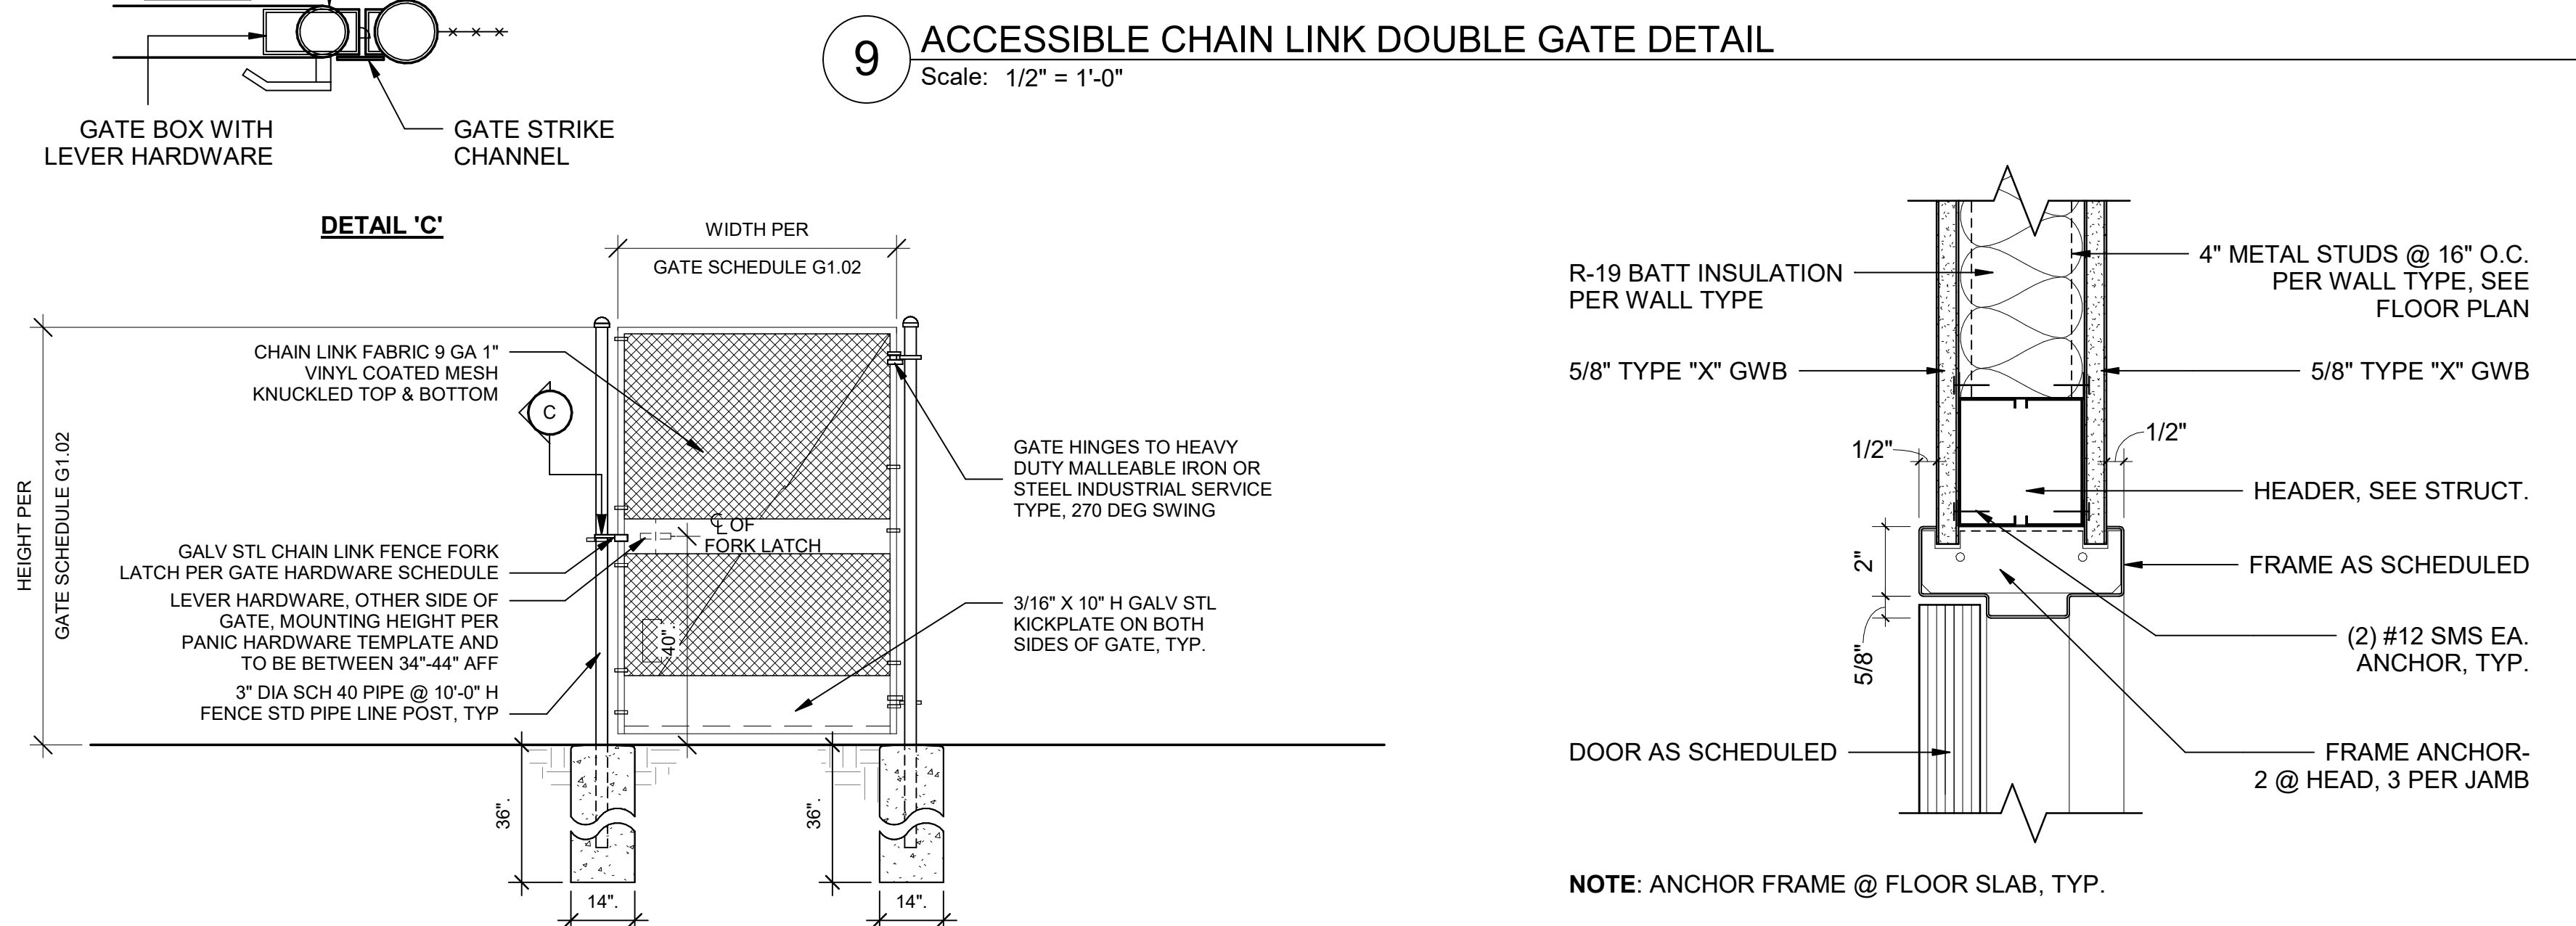 GATE BOX WITH
LEVER HARDWARE
GATE STRIKE
CHANNEL
DETAIL 'C'
9
ACCESSIBLE CHAIN LINK DOUBLE GATE DETAIL
Scale: 1/2" = 1'-0"
WIDTH PER
GATE SCHEDULE G1.02
HEIGHT PER
GATE SCHEDULE G1.02
CHAIN LINK FABRIC 9 GA 1"
VINYL COATED MESH
KNUCKLED TOP & BOTTOM
C
GALV STL CHAIN LINK FENCE FORK
LATCH PER GATE HARDWARE SCHEDULE
LEVER HARDWARE, OTHER SIDE OF
GATE, MOUNTING HEIGHT PER
PANIC HARDWARE TEMPLATE AND
TO BE BETWEEN 34"-44" AFF
3" DIA SCH 40 PIPE @ 10'-0" H
FENCE STD PIPE LINE POST, TYP
℄ OF
FORK LATCH
40".
GATE HINGES TO HEAVY
DUTY MALLEABLE IRON OR
STEEL INDUSTRIAL SERVICE
TYPE, 270 DEG SWING
3/16" X 10" H GALV STL
KICKPLATE ON BOTH
SIDES OF GATE, TYP.
36".
36".
14".
14".
R-19 BATT INSULATION
PER WALL TYPE
5/8" TYPE "X" GWB
1/2"
2"
5/8"
DOOR AS SCHEDULED
4" METAL STUDS @ 16" O.C.
PER WALL TYPE, SEE
FLOOR PLAN
5/8" TYPE "X" GWB
1/2"
HEADER, SEE STRUCT.
FRAME AS SCHEDULED
(2) #12 SMS EA.
ANCHOR, TYP.
FRAME ANCHOR-
2 @ HEAD, 3 PER JAMB
NOTE: ANCHOR FRAME @ FLOOR SLAB, TYP.